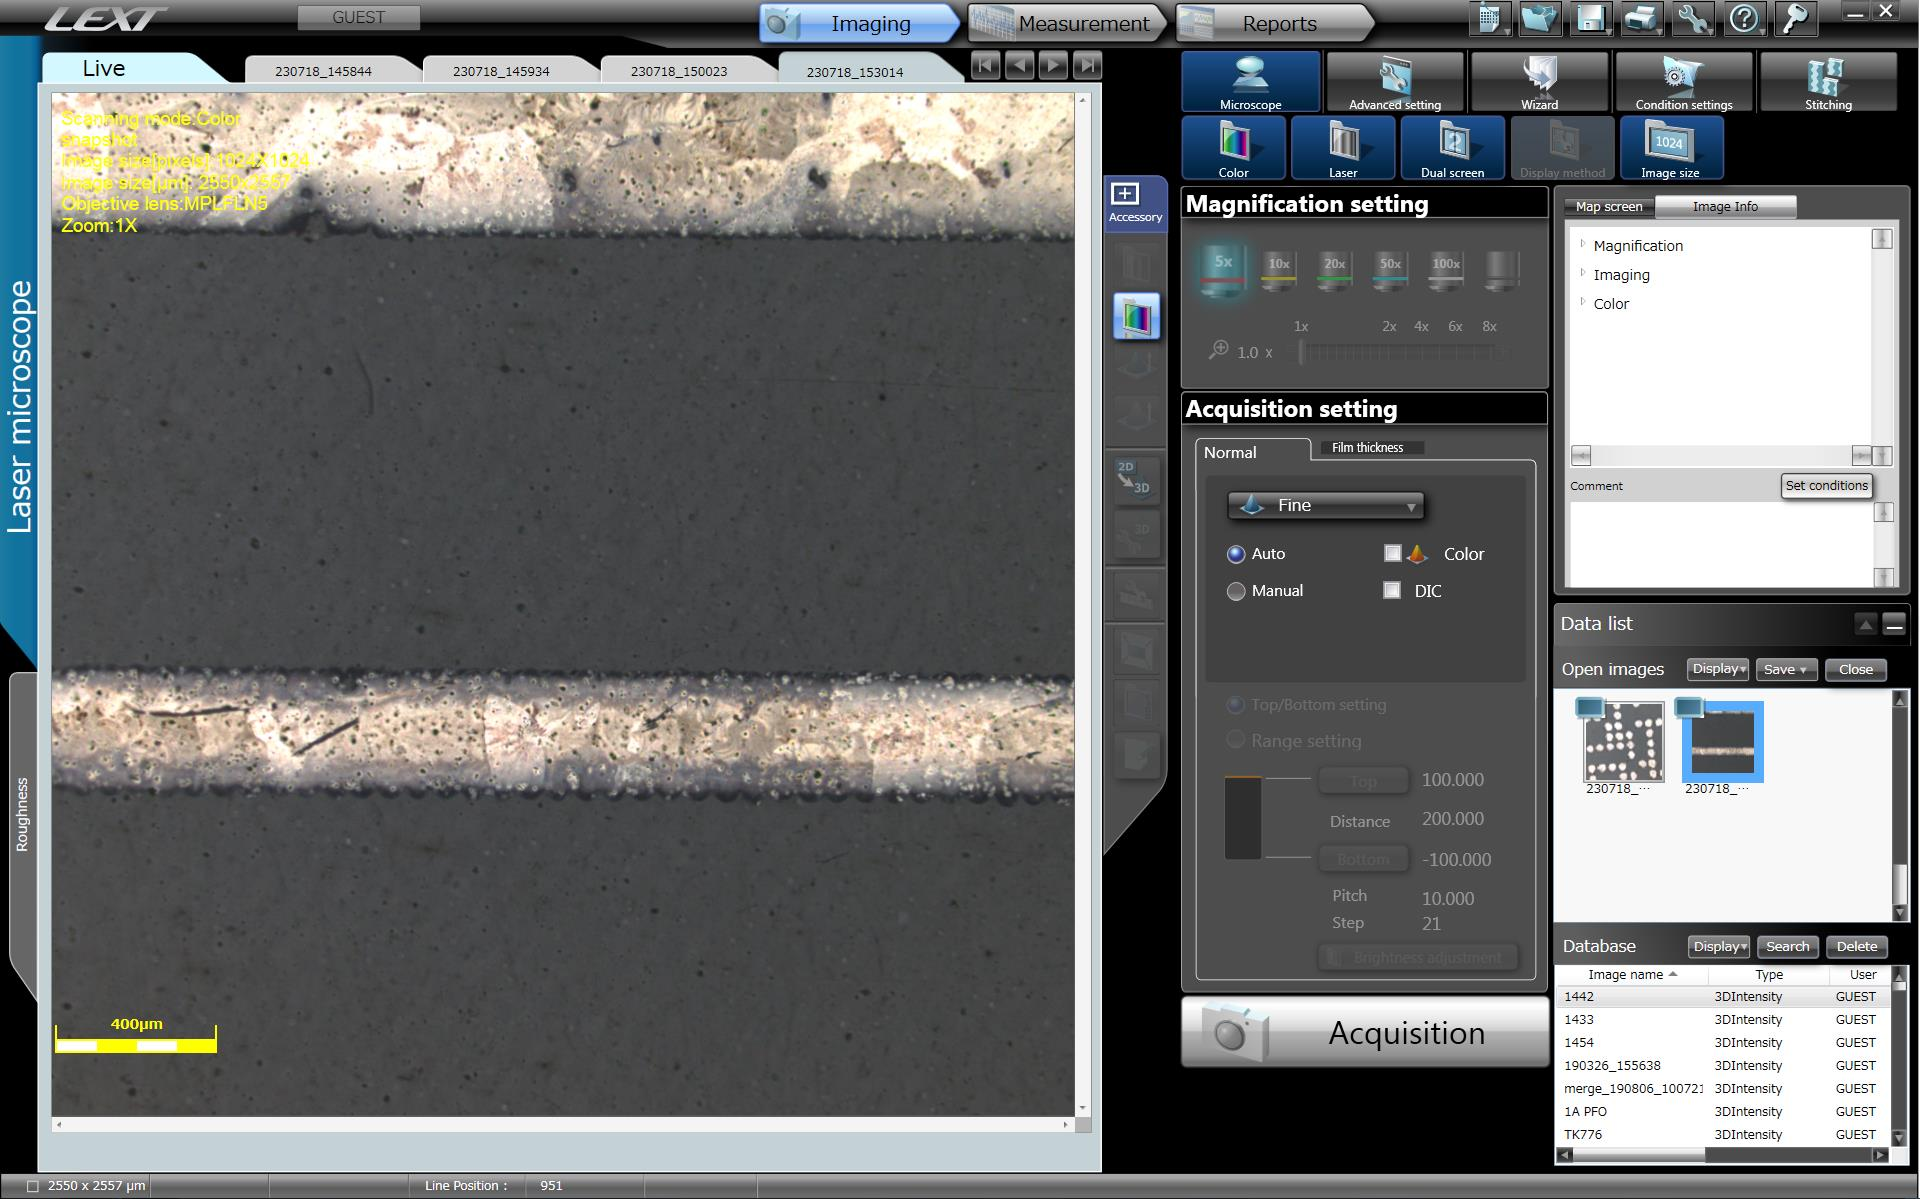 LEXT
GUEST
Imaging
Measurement
Reports
Live
230718_145844
230718_145934
230718_150023
230718_153014
Microscope
Advanced setting
Wizard
Condition settings
Stitching
Color
Laser
Dual screen
Display method
1024
Image size
Scanning mode:Color
snapshot
Image size[pixels]:1024X1024
Image size[µm]: 2550x2557
Objective lens:MPLFLN5
Zoom:1X
Laser microscope
Roughness
400µm
Accessory
2D
3D
3D
Magnification setting
5x
10x
20x
50x
100x
1x
2x
4x
6x
8x
1.0 x
Acquisition setting
Normal
Film thickness
Fine
Auto
Color
Manual
DIC
Top/Bottom setting
Range setting
Top
100.000
Distance
200.000
Bottom
-100.000
Pitch
10.000
Step
21
Brightness adjustment
Acquisition
Map screen
Image Info
Magnification
Imaging
Color
Comment
Set conditions
Data list
Open images
Display
Save
Close
230718_...
230718_...
Database
Display
Search
Delete
Image name Type User
1442 3DIntensity GUEST
1433 3DIntensity GUEST
1454 3DIntensity GUEST
190326_155638 3DIntensity GUEST
merge_190806_100721 3DIntensity GUEST
1A PFO 3DIntensity GUEST
TK776 3DIntensity GUEST
2550 x 2557 µm
Line Position : 951